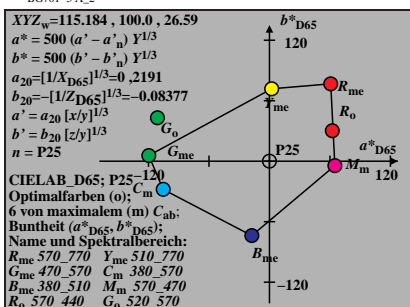 XYZw=115.184, 100.0, 26.59
a* = 500 (a' – a'n) Y1/3
b* = 500 (b' – b'n) Y1/3
a20=[1/XD65]1/3=0 ,2191
b20=–[1/ZD65]1/3=–0.08377
a' = a20 [x/y]1/3
b' = b20 [z/y]1/3
n = P25
CIELAB_D65; P25
Optimalfarben (o);
6 von maximalem (m) Cab;
Buntheit (a*D65, b*D65);
Name und Spektralbereich:
Rme 570_770 Yme 510_770
Gme 470_570 Cm 380_570
Bme 380_510 Mm 570_470
Ro 570_440 Go 520_570
b*D65
120
Yme
Rme
Ro
Go
Gme
P25
a*D65
–120
Mm
120
Cm
Bme
–120